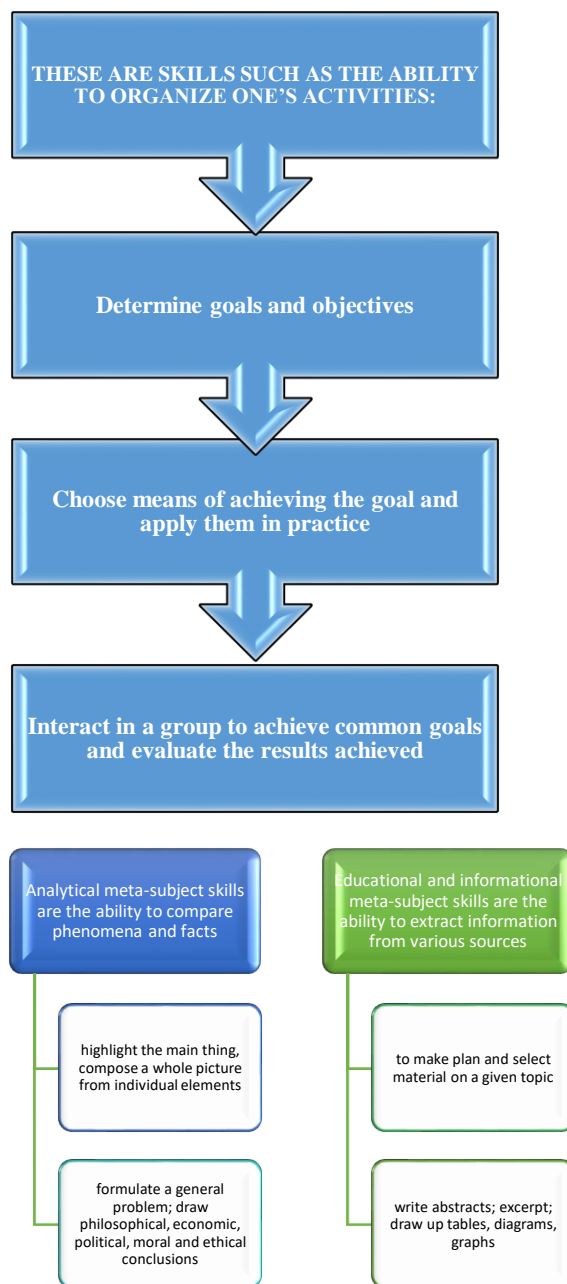 THESE ARE SKILLS SUCH AS THE ABILITY
TO ORGANIZE ONE'S ACTIVITIES:
Determine goals and objectives
Choose means of achieving the goal and
apply them in practice
Interact in a group to achieve common goals
and evaluate the results achieved
Analytical meta-subject skills
are the ability to compare
phenomena and facts
highlight the main thing,
compose a whole picture
from individual elements
formulate a general
problem; draw
philosophical, economic,
political, moral and ethical
conclusions
Educational and informational
meta-subject skills are the
ability to extract information
from various sources
to make plan and select
material on a given topic
write abstracts; excerpt;
draw up tables, diagrams,
graphs